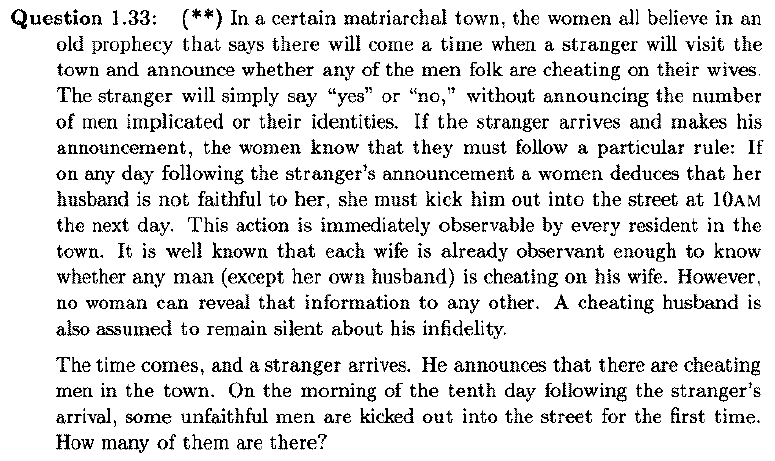 Question 1.33: (**) In a certain matriarchal town, the women all believe in an
old prophecy that says there will come a time when a stranger will visit the
town and announce whether any of the men folk are cheating on their wives.
The stranger will simply say “yes” or “no,” without announcing the number
of men implicated or their identities. If the stranger arrives and makes his
announcement, the women know that they must follow a particular rule: If
on any day following the stranger's announcement a women deduces that her
husband is not faithful to her, she must kick him out into the street at 10AM
the next day. This action is immediately observable by every resident in the
town. It is well known that each wife is already observant enough to know
whether any man (except her own husband) is cheating on his wife. However,
no woman can reveal that information to any other. A cheating husband is
also assumed to remain silent about his infidelity.
The time comes, and a stranger arrives. He announces that there are cheating
men in the town. On the morning of the tenth day following the stranger's
arrival, some unfaithful men are kicked out into the street for the first time.
How many of them are there?